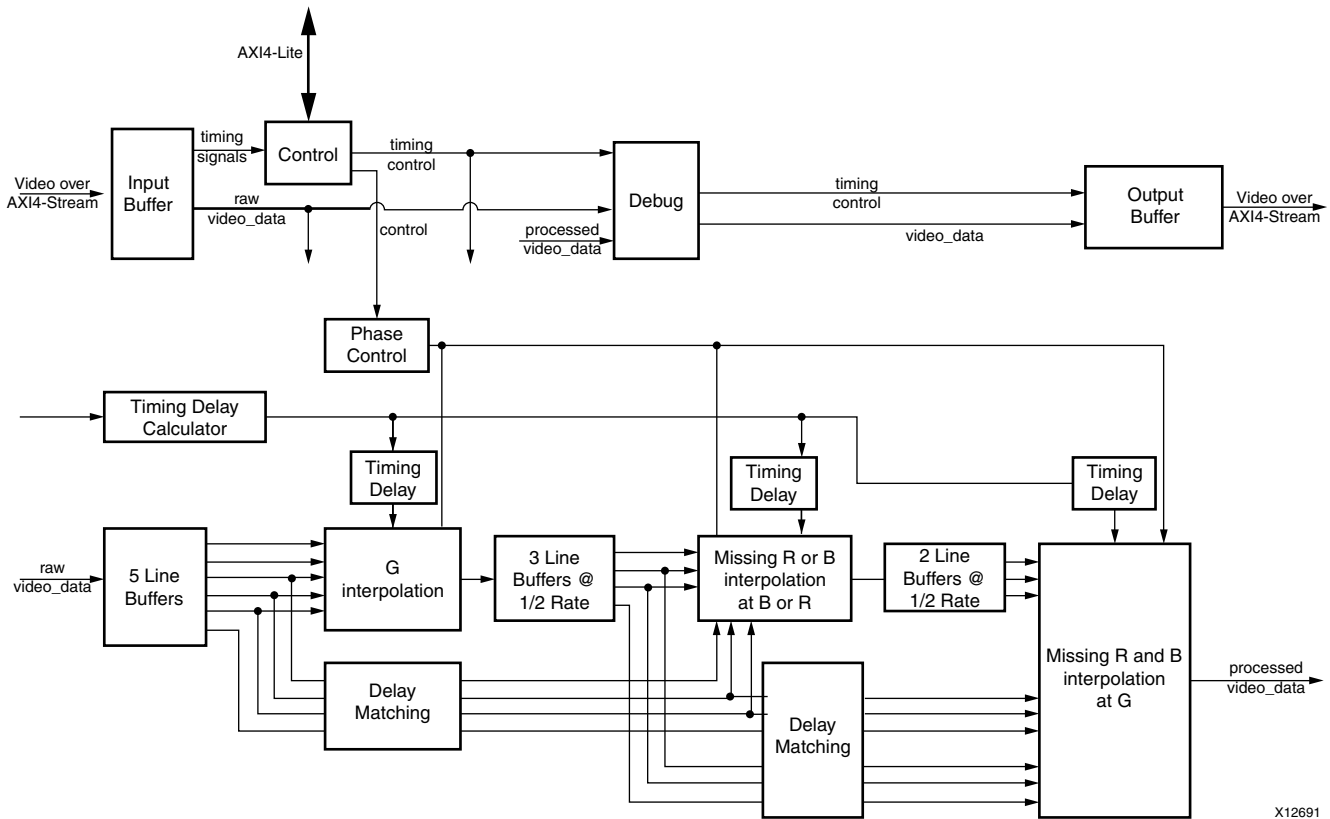 AXI4-Lite
Video over
AXI4-Stream
Input
Buffer
timing
signals
Control
timing
control
raw
video_data
control
processed
video_data
Debug
timing
control
video_data
Output
Buffer
Video over
AXI4-Stream
Phase
Control
Timing Delay
Calculator
Timing
Delay
Timing
Delay
Timing
Delay
raw
video_data
5 Line
Buffers
G
interpolation
3 Line
Buffers @
1/2 Rate
Missing R or B
interpolation
at B or R
2 Line
Buffers @
1/2 Rate
Missing R and B
interpolation
at G
processed
video_data
Delay
Matching
Delay
Matching
X12691